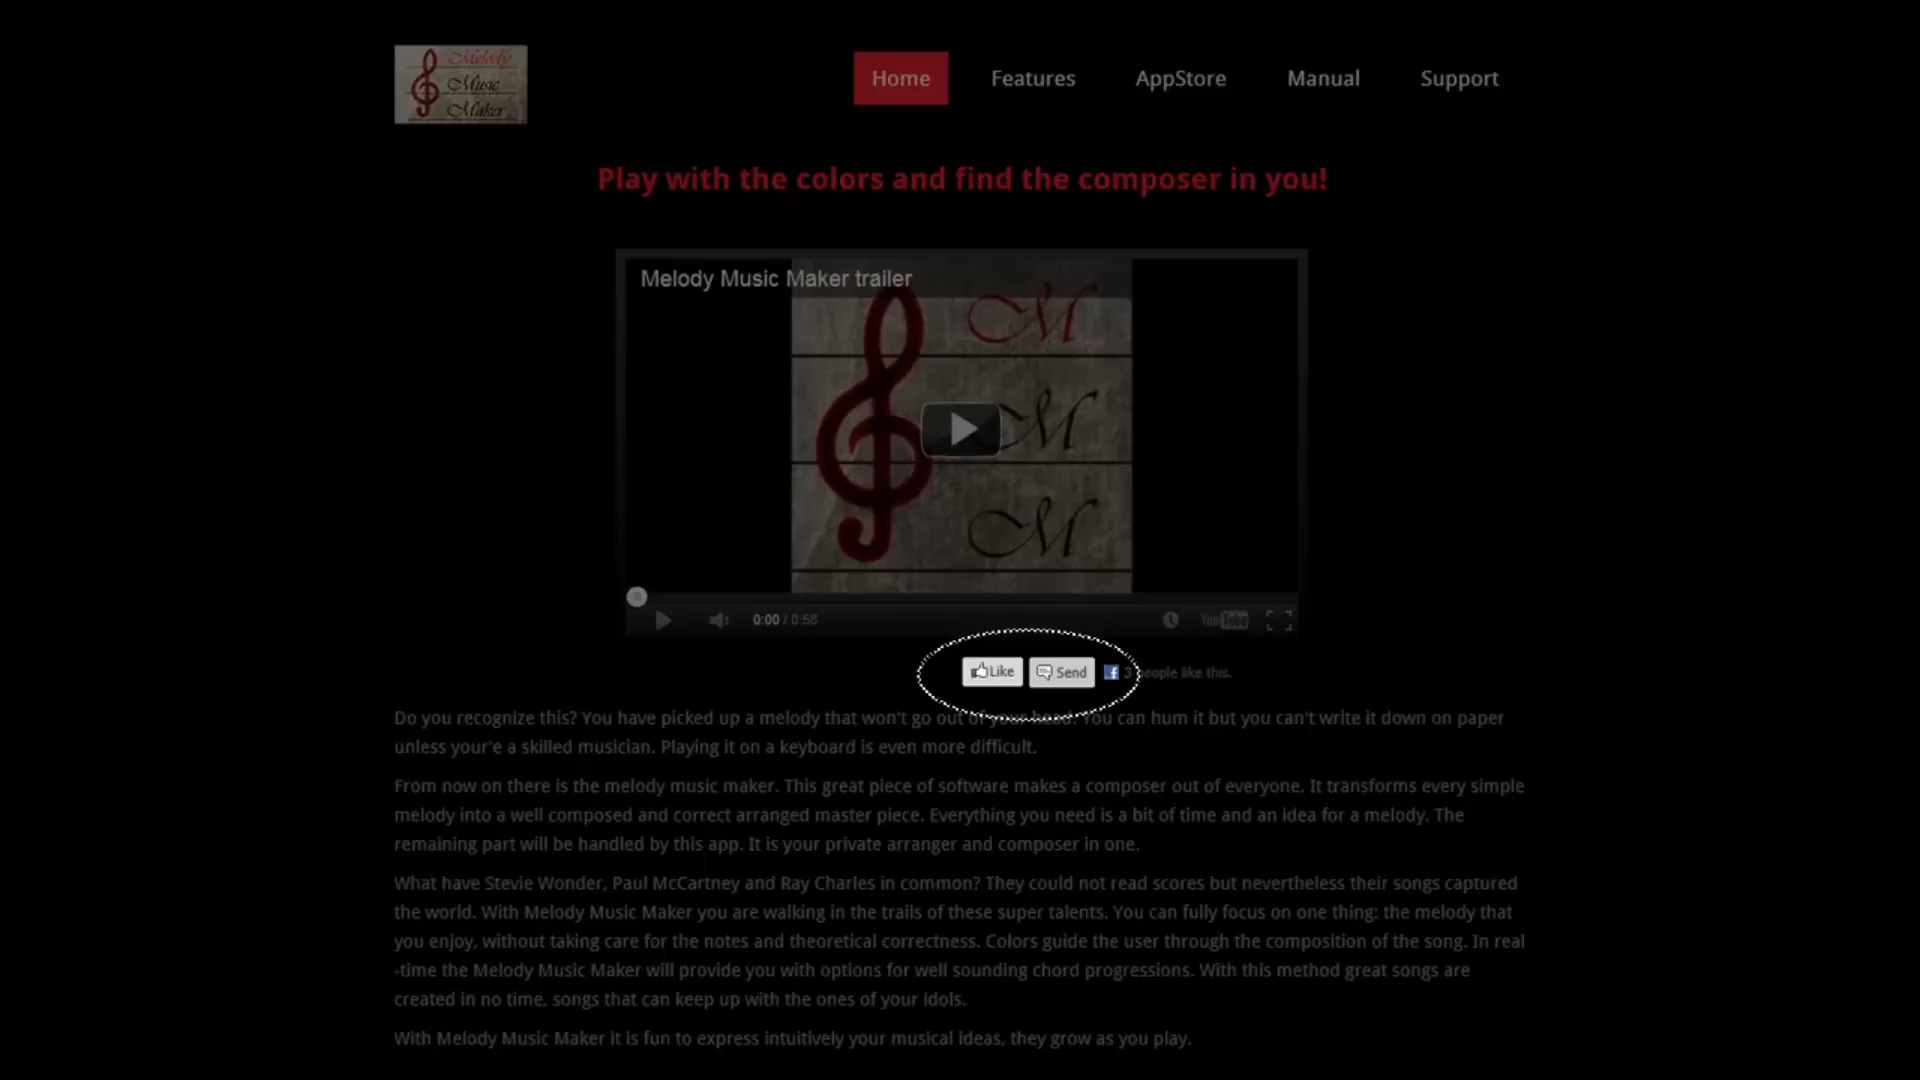 Melody
Music
Maker
Home Features AppStore Manual Support
Play with the colors and find the composer in you!
Melody Music Maker trailer
M
M
M
0:00 / 0:58 YouTube
Like Send f 3 people like this.
Do you recognize this? You have picked up a melody that won't go out of your head. You can hum it but you can't write it down on paper
unless your'e a skilled musician. Playing it on a keyboard is even more difficult.
From now on there is the melody music maker. This great piece of software makes a composer out of everyone. It transforms every simple
melody into a well composed and correct arranged master piece. Everything you need is a bit of time and an idea for a melody. The
remaining part will be handled by this app. It is your private arranger and composer in one.
What have Stevie Wonder, Paul McCartney and Ray Charles in common? They could not read scores but nevertheless their songs captured
the world. With Melody Music Maker you are walking in the trails of these super talents. You can fully focus on one thing: the melody that
you enjoy, without taking care for the notes and theoretical correctness. Colors guide the user through the composition of the song. In real
-time the Melody Music Maker will provide you with options for well sounding chord progressions. With this method great songs are
created in no time, songs that can keep up with the ones of your idols.
With Melody Music Maker it is fun to express intuitively your musical ideas, they grow as you play.